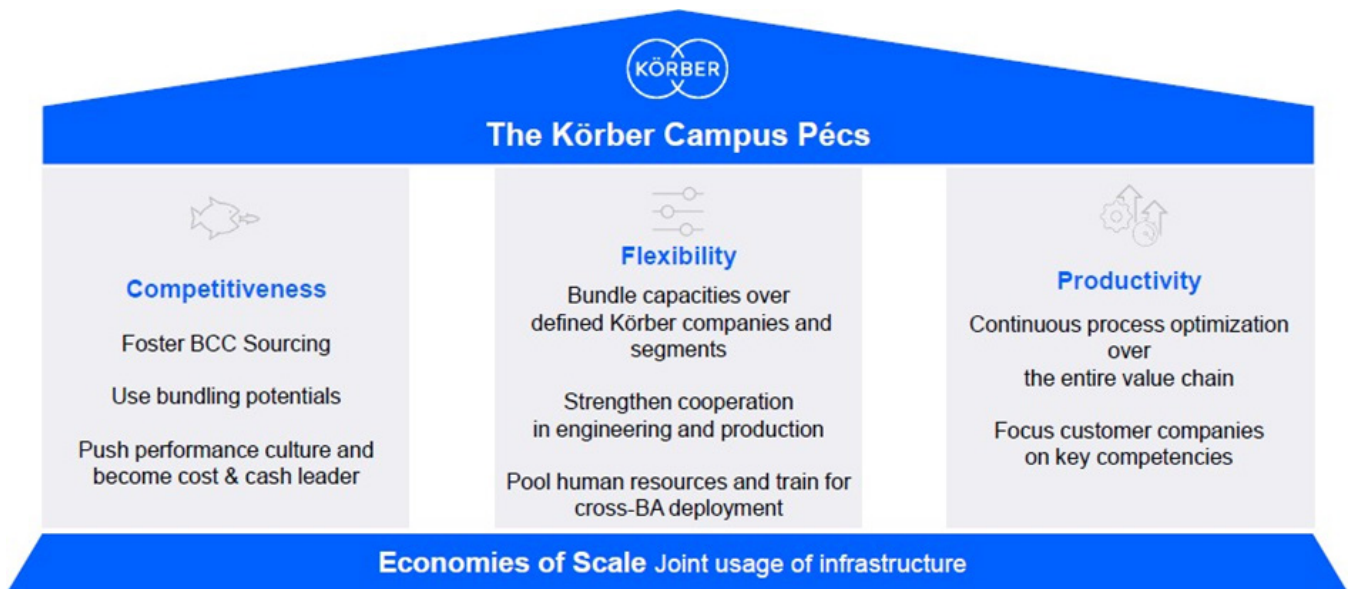 KÖRBER
The Körber Campus Pécs
Competitiveness
Foster BCC Sourcing
Use bundling potentials
Push performance culture and
become cost & cash leader
Flexibility
Bundle capacities over
defined Körber companies and
segments
Strengthen cooperation
in engineering and production
Pool human resources and train for
cross-BA deployment
Productivity
Continuous process optimization
over
the entire value chain
Focus customer companies
on key competencies
Economies of Scale Joint usage of infrastructure